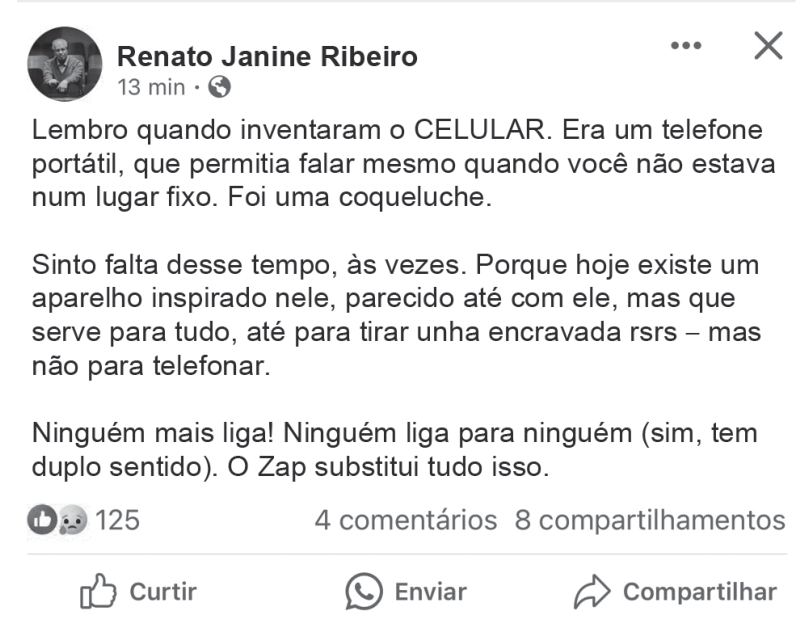 Renato Janine Ribeiro
13 min ·
Lembro quando inventaram o CELULAR. Era um telefone
portátil, que permitia falar mesmo quando você não estava
num lugar fixo. Foi uma coqueluche.
Sinto falta desse tempo, às vezes. Porque hoje existe um
aparelho inspirado nele, parecido até com ele, mas que
serve para tudo, até para tirar unha encravada rsrs – mas
não para telefonar.
Ninguém mais liga! Ninguém liga para ninguém (sim, tem
duplo sentido). O Zap substitui tudo isso.
125 4 comentários 8 compartilhamentos
Curtir Enviar Compartilhar